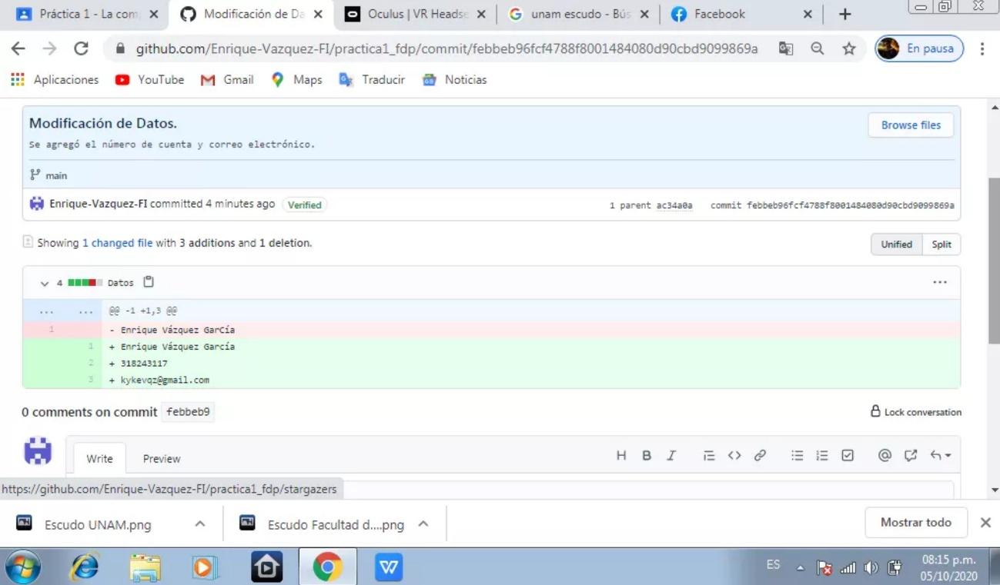 Práctica 1 - La com
Modificación de Da
Oculus | VR Headse
unam escudo - Bús
Facebook
github.com/Enrique-Vazquez-FI/practica1_fdp/commit/febbeb96fcf4788f8001484080d90cbd9099869a
En pausa
Aplicaciones YouTube Gmail Maps Traducir Noticias
Modificación de Datos.
Browse files
Se agregó el número de cuenta y correo electrónico.
main
Enrique-Vazquez-FI committed 4 minutes ago Verified
1 parent ac34a0a commit febbeb96fcf4788f8001484080d90cbd9099869a
Showing 1 changed file with 3 additions and 1 deletion.
Unified Split
4 Datos
... ... @@ -1 +1,3 @@
1 - Enrique Vázquez GarCía
1 + Enrique Vázquez García
2 + 318243117
3 + kykevqz@gmail.com
0 comments on commit febbeb9
Lock conversation
Write Preview
https://github.com/Enrique-Vazquez-FI/practica1_fdp/stargazers
Escudo UNAM.png
Escudo Facultad d....png
Mostrar todo
ES
08:15 p.m.
05/10/2020